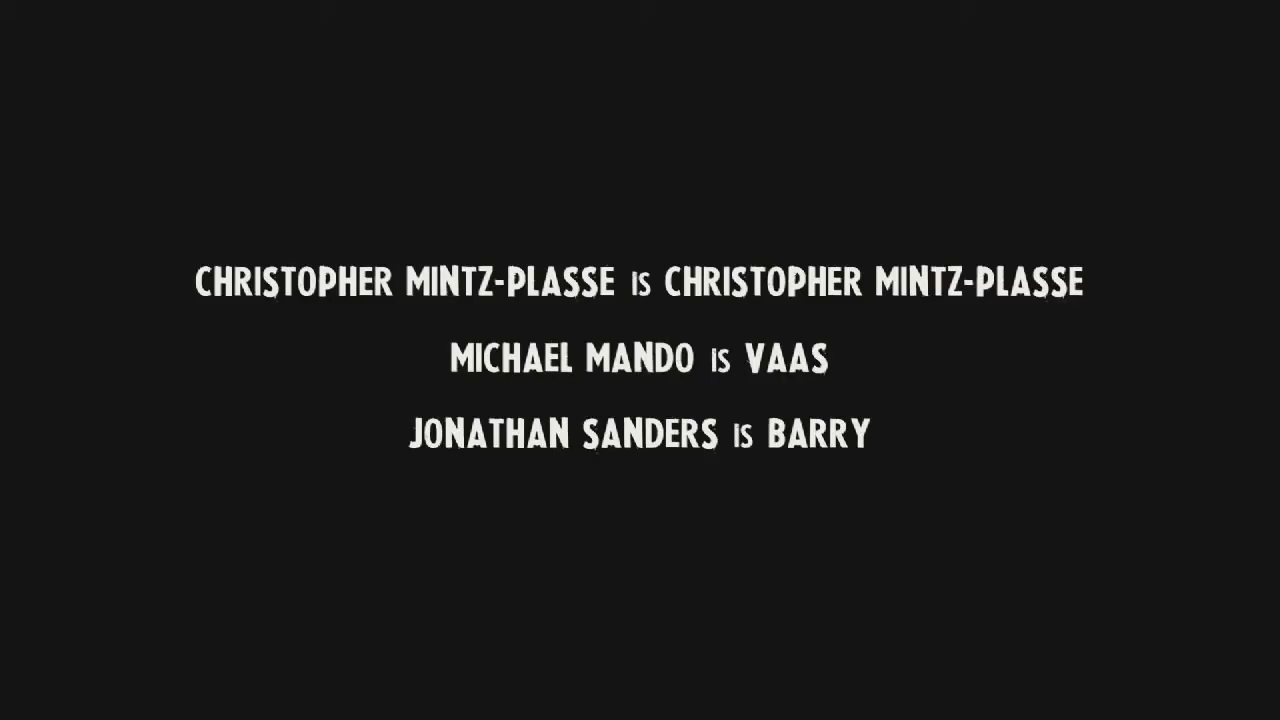 CHRISTOPHER MINTZ-PLASSE IS CHRISTOPHER MINTZ-PLASSE
MICHAEL MANDO IS VAAS
JONATHAN SANDERS IS BARRY